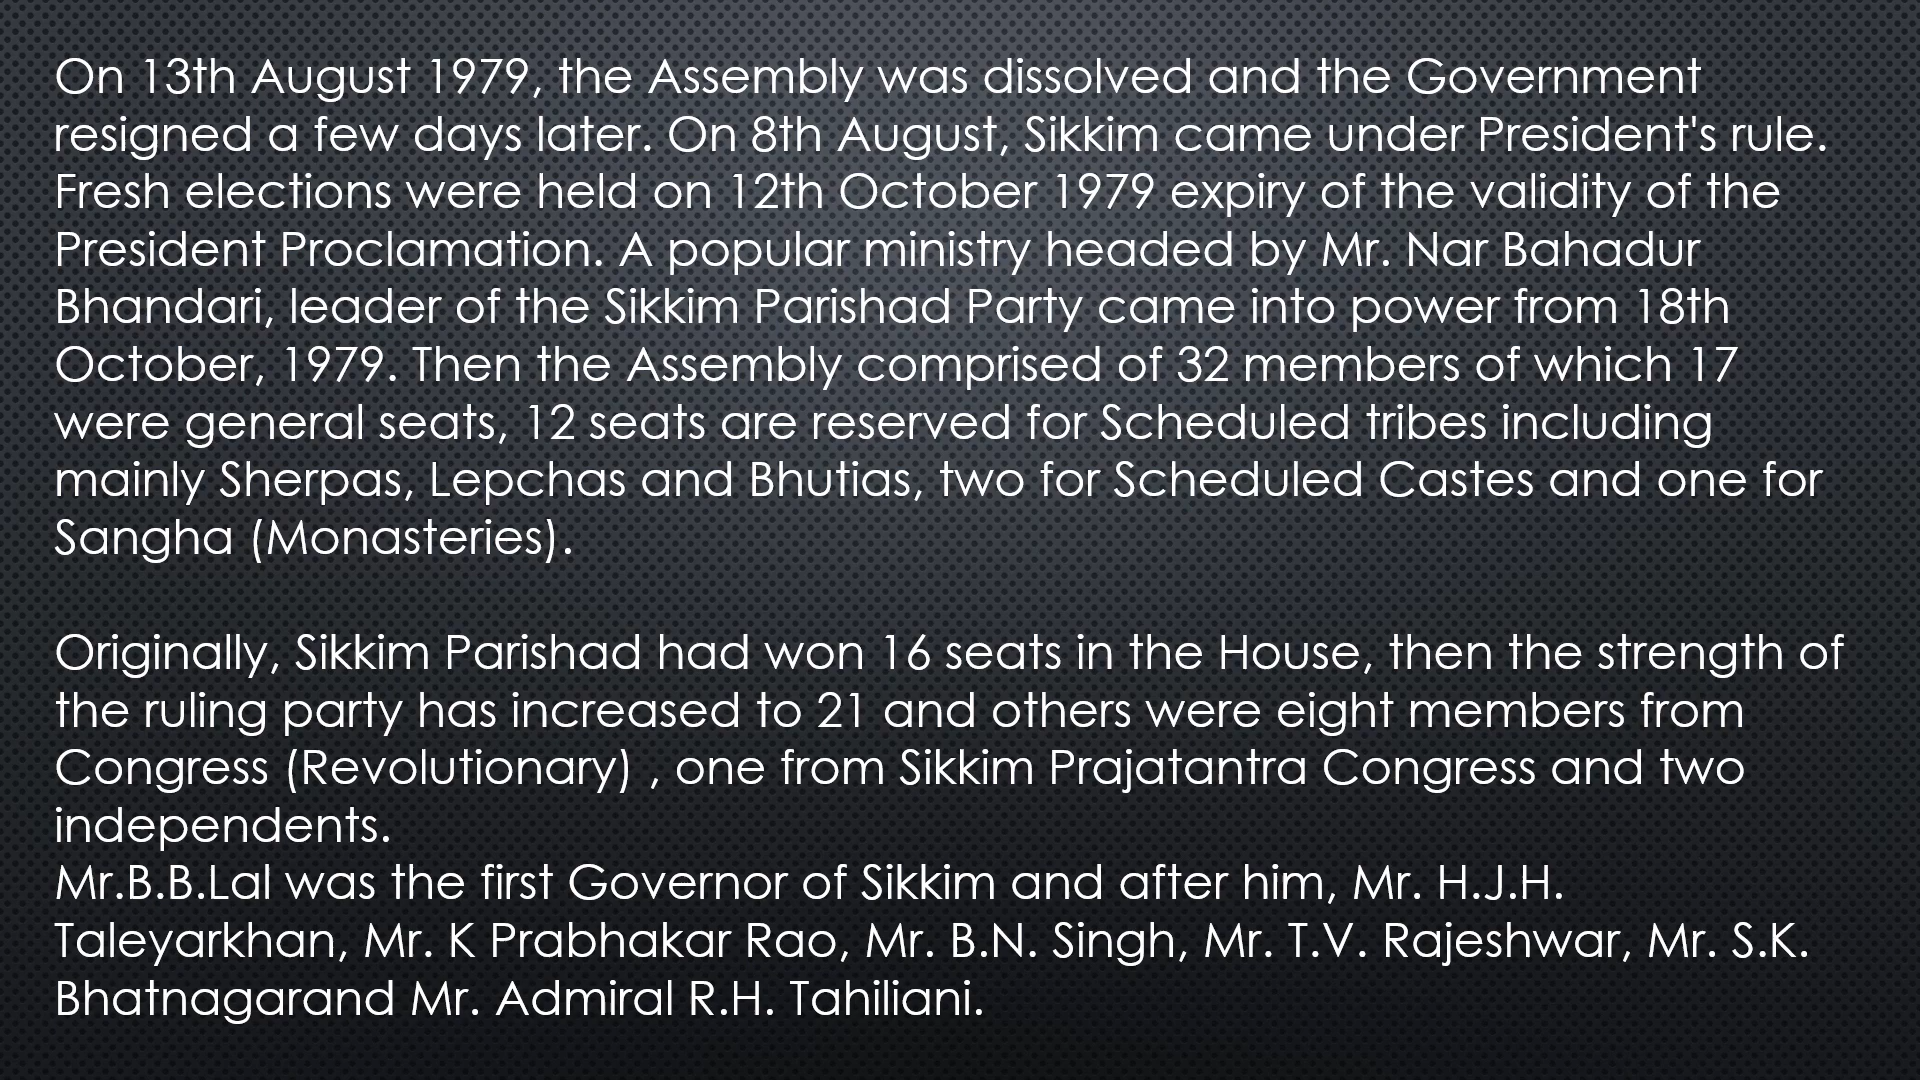 On 13th August 1979, the Assembly was dissolved and the Government
resigned a few days later. On 8th August, Sikkim came under President's rule.
Fresh elections were held on 12th October 1979 expiry of the validity of the
President Proclamation. A popular ministry headed by Mr. Nar Bahadur
Bhandari, leader of the Sikkim Parishad Party came into power from 18th
October, 1979. Then the Assembly comprised of 32 members of which 17
were general seats, 12 seats are reserved for Scheduled tribes including
mainly Sherpas, Lepchas and Bhutias, two for Scheduled Castes and one for
Sangha (Monasteries).
Originally, Sikkim Parishad had won 16 seats in the House, then the strength of
the ruling party has increased to 21 and others were eight members from
Congress (Revolutionary) , one from Sikkim Prajatantra Congress and two
independents.
Mr.B.B.Lal was the first Governor of Sikkim and after him, Mr. H.J.H.
Taleyarkhan, Mr. K Prabhakar Rao, Mr. B.N. Singh, Mr. T.V. Rajeshwar, Mr. S.K.
Bhatnagarand Mr. Admiral R.H. Tahiliani.